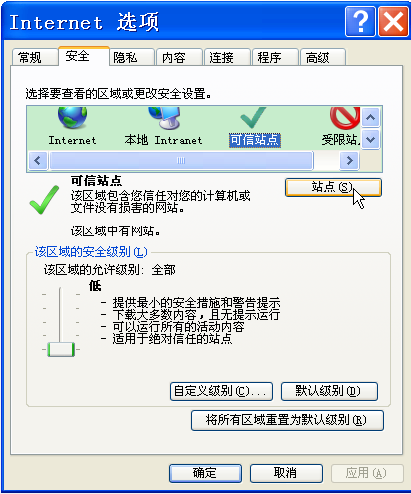 Internet 选项
常规 安全 隐私 内容 连接 程序 高级
选择要查看的区域或更改安全设置。
Internet 本地 Intranet 可信站点 受限站
可信站点
站点(S)
该区域包含您信任对您的计算机或
文件没有损害的网站。
该区域中有网站。
该区域的安全级别(L)
该区域的允许级别: 全部
低
- 提供最小的安全措施和警告提示
- 下载大多数内容，且无提示运行
- 可以运行所有的活动内容
- 适用于绝对信任的站点
自定义级别(C)... 默认级别(D)
将所有区域重置为默认级别(R)
确定 取消 应用(A)